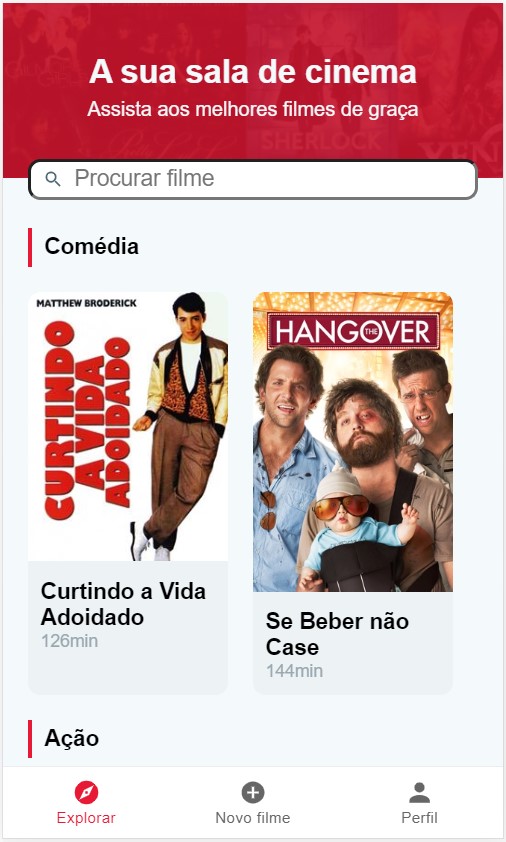 SHERLOCK
A sua sala de cinema
Assista aos melhores filmes de graça
Procurar filme
Comédia
MATTHEW BRODERICK
CURTINDO
A VIDA
ADOIDADO
THE
HANGOVER
Curtindo a Vida
Adoidado
126min
Se Beber não
Case
144min
Ação
Explorar
Novo filme
Perfil